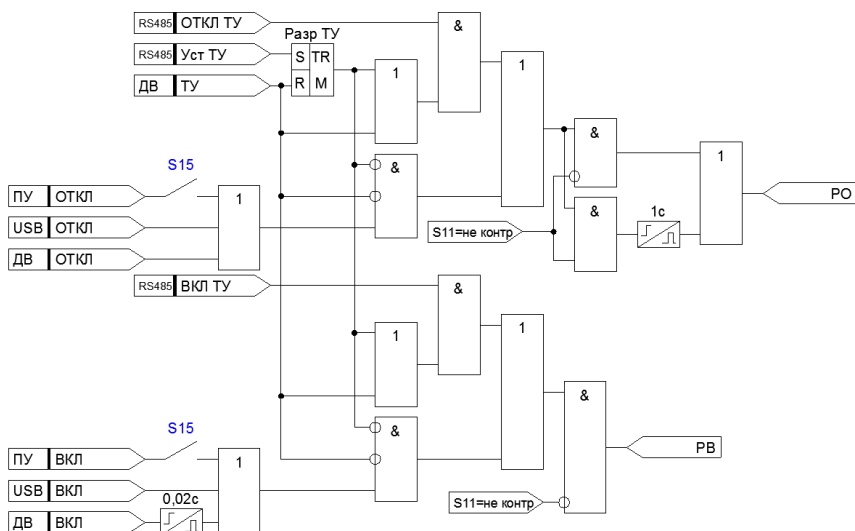 RS485 ОТКЛ ТУ
&
Разр ТУ
RS485 Уст ТУ
S TR
1
1
ДВ ТУ
R M
&
1
S15
&
ПУ ОТКЛ
1
РО
&
1с
USB ОТКЛ
S11=не контр
ДВ ОТКЛ
RS485 ВКЛ ТУ
&
1
1
&
S15
&
РВ
ПУ ВКЛ
1
USB ВКЛ
0,02с
S11=не контр
ДВ ВКЛ